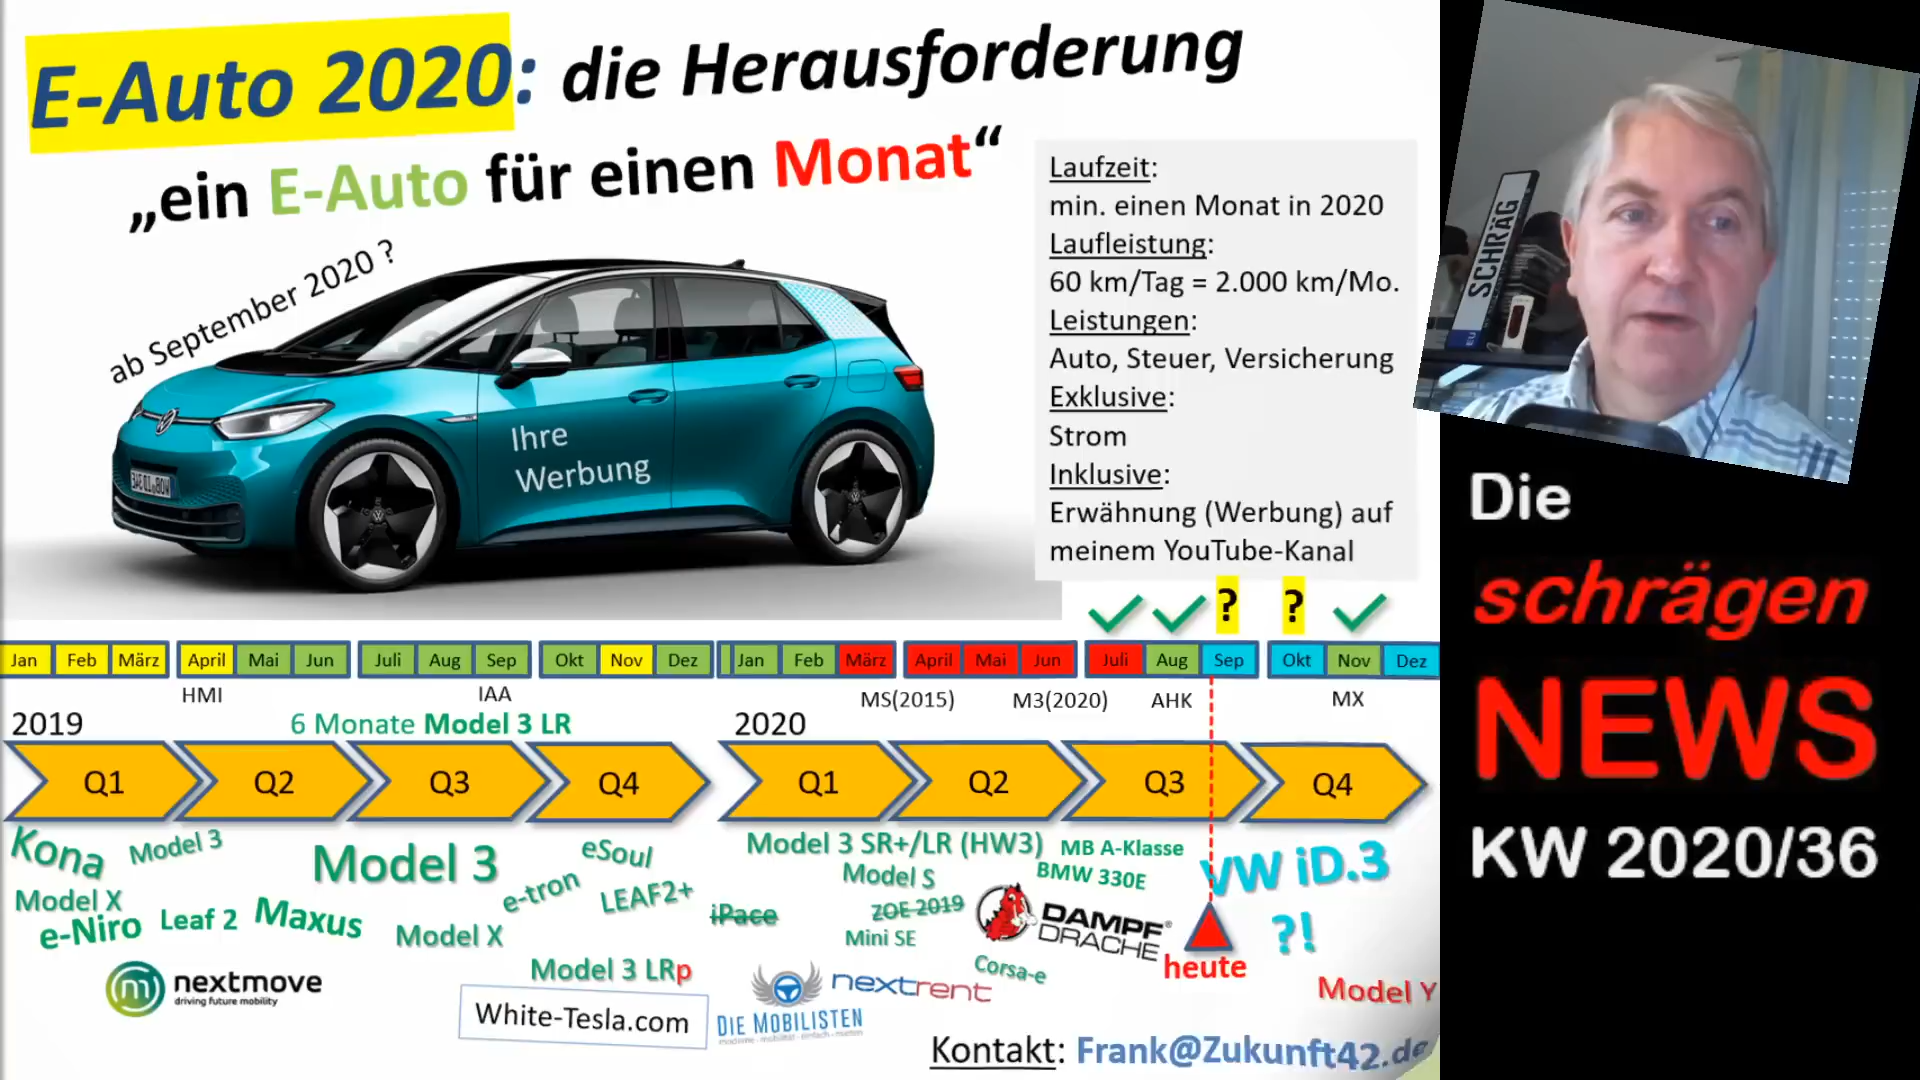 E-Auto 2020: die Herausforderung
„ein E-Auto für einen Monat“
ab September 2020 ?
Ihre
Werbung
Laufzeit:
min. einen Monat in 2020
Laufleistung:
60 km/Tag = 2.000 km/Mo.
Leistungen:
Auto, Steuer, Versicherung
Exklusive:
Strom
Inklusive:
Erwähnung (Werbung) auf
meinem YouTube-Kanal
? ?
Jan Feb März April Mai Jun Juli Aug Sep Okt Nov Dez Jan Feb März April Mai Jun Juli Aug Sep Okt Nov Dez
HMI IAA MS(2015) M3(2020) AHK MX
2019 6 Monate Model 3 LR 2020
Q1 Q2 Q3 Q4 Q1 Q2 Q3 Q4
Kona Model 3
Model X
e-Niro Leaf 2 Maxus
Model 3
Model X
eSoul
e-tron LEAF2+
Model 3 LRp
iPace
Model 3 SR+/LR (HW3)
Model S
ZOE 2019
Mini SE
MB A-Klasse
BMW 330E
DAMPF
DRACHE®
Corsa-e
VW iD.3
?!
heute
Model Y
nextmove
driving future mobility
White-Tesla.com
DIE MOBILISTEN
nextrent
Kontakt: Frank@Zukunft42.de
SCHRÄG
Die
schrägen
NEWS
KW 2020/36